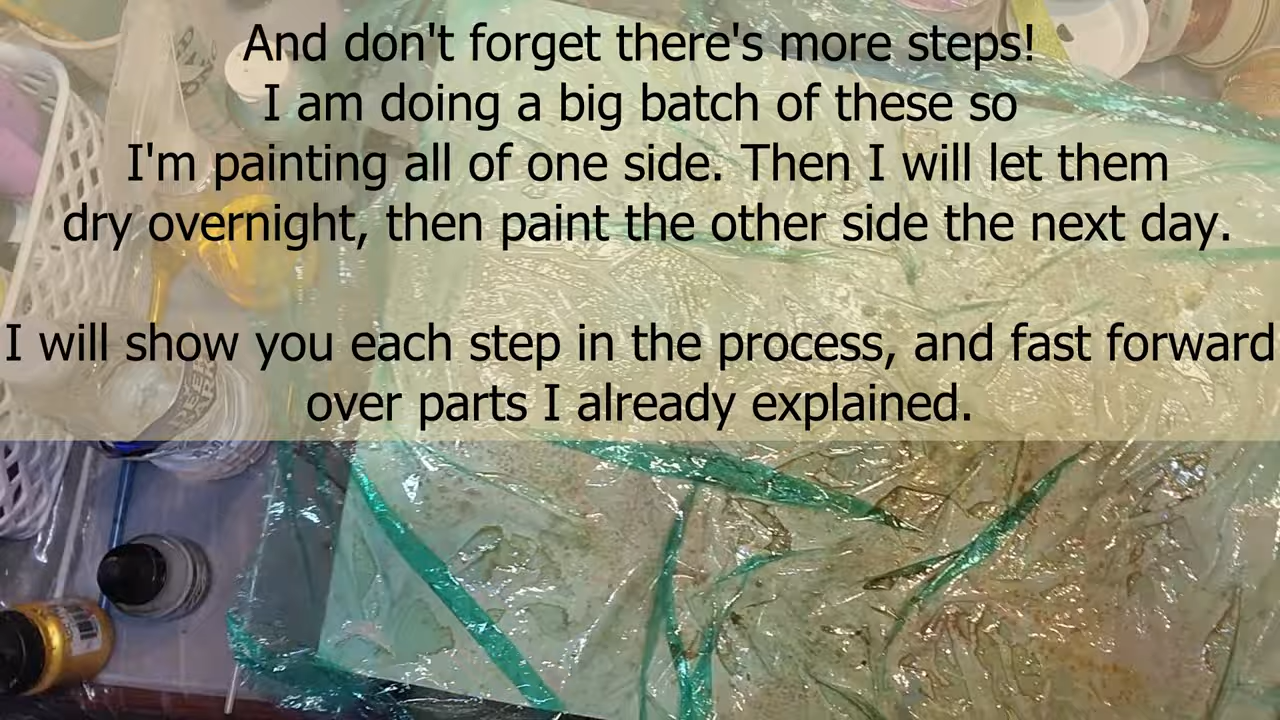 And don't forget there's more steps!
I am doing a big batch of these so
I'm painting all of one side. Then I will let them
dry overnight, then paint the other side the next day.
I will show you each step in the process, and fast forward
over parts I already explained.